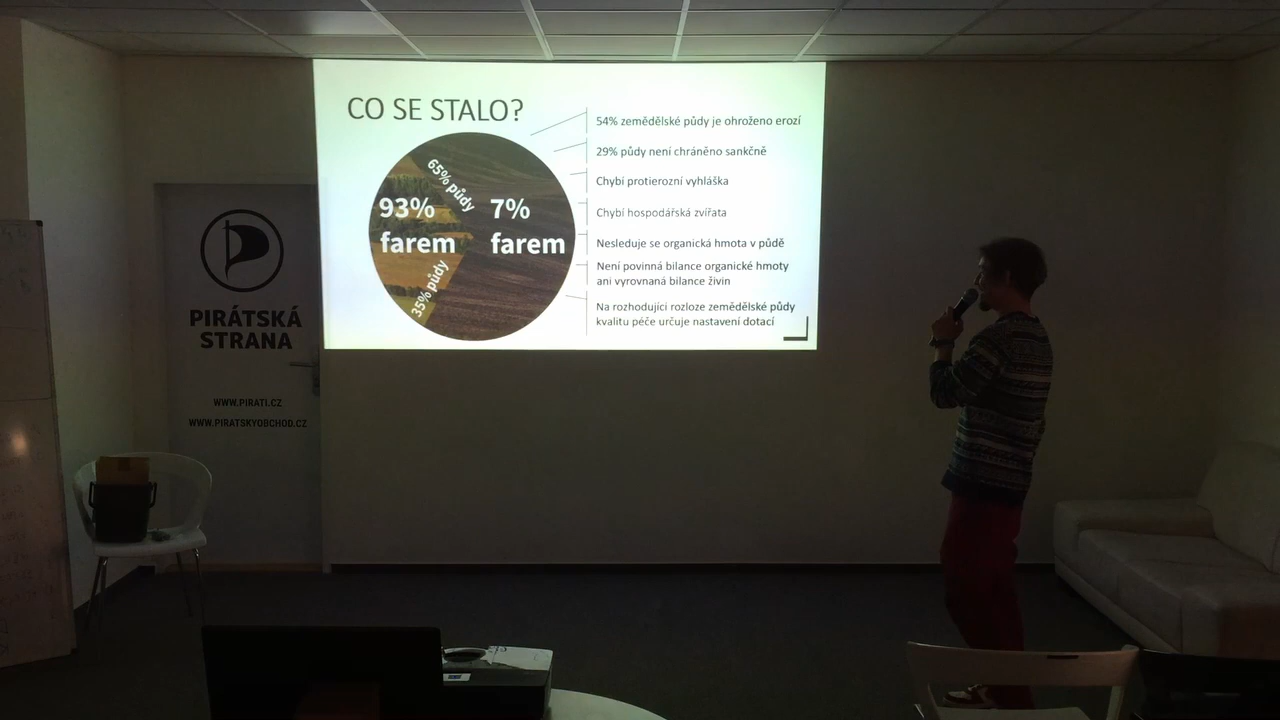 CO SE STALO?
65% půdy
93%
farem
7%
farem
35% půdy
54% zemědělské půdy je ohroženo erozí
29% půdy není chráněno sankčně
Chybí protierozní vyhláška
Chybí hospodářská zvířata
Nesleduje se organická hmota v půdě
Není povinná bilance organické hmoty
ani vyrovnaná bilance živin
Na rozhodující rozloze zemědělské půdy
kvalitu péče určuje nastavení dotací
PIRÁTSKÁ
STRANA
WWW.PIRATI.CZ
WWW.PIRATSKYOBCHOD.CZ